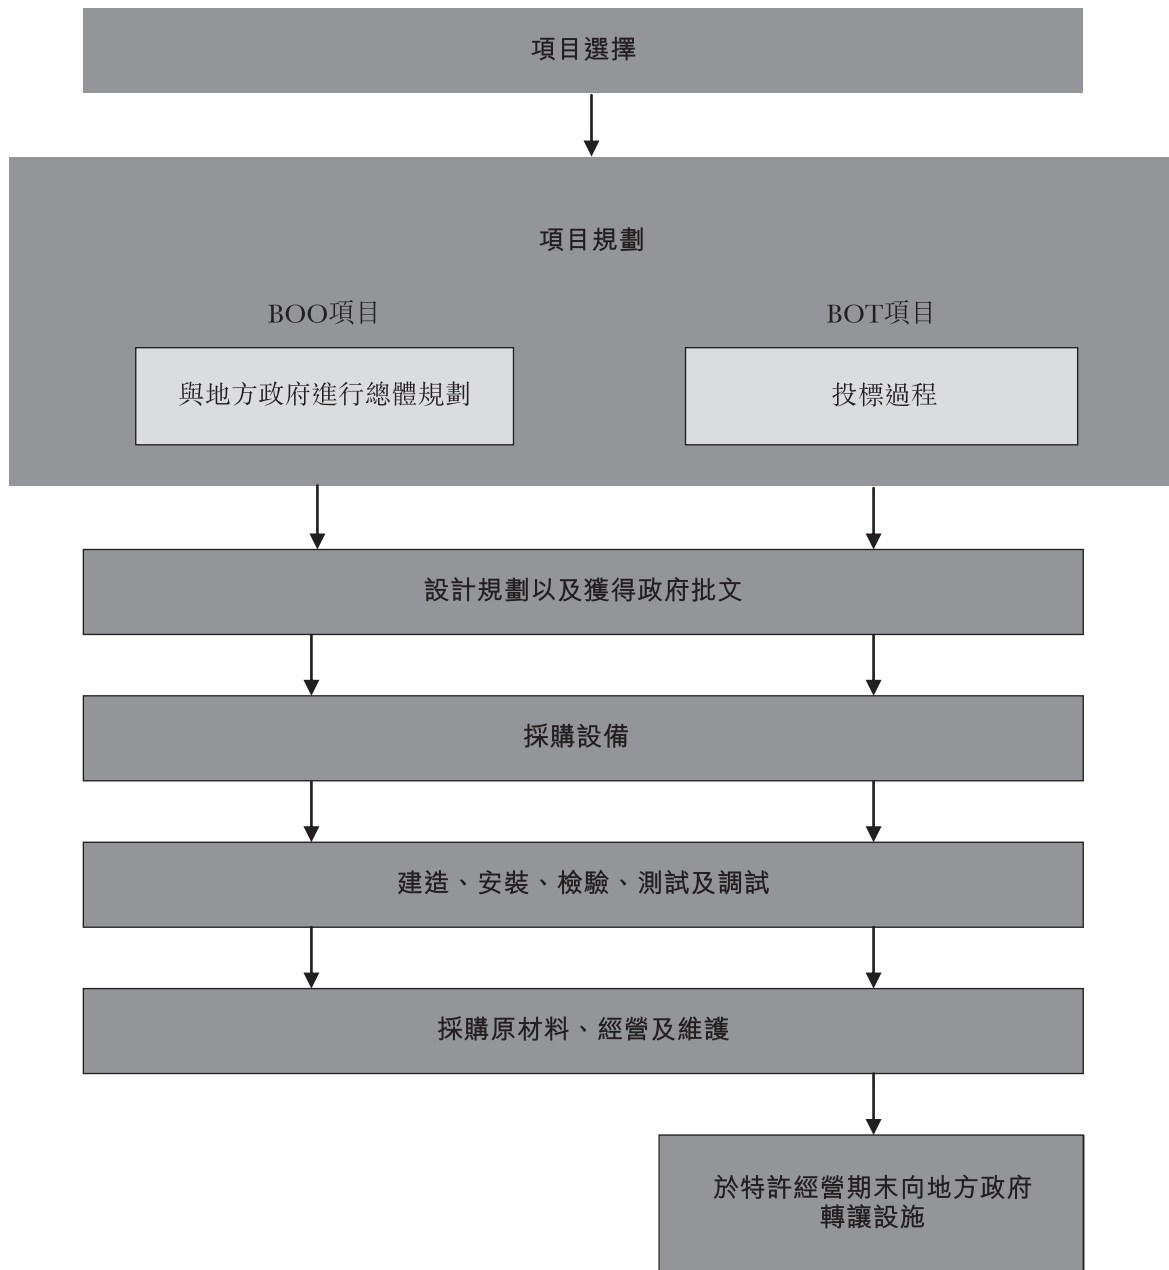 項目選擇
項目規劃
BOO項目
BOT項目
與地方政府進行總體規劃
投標過程
設計規劃以及獲得政府批文
採購設備
建造、安裝、檢驗、測試及調試
採購原材料、經營及維護
於特許經營期末向地方政府
轉讓設施